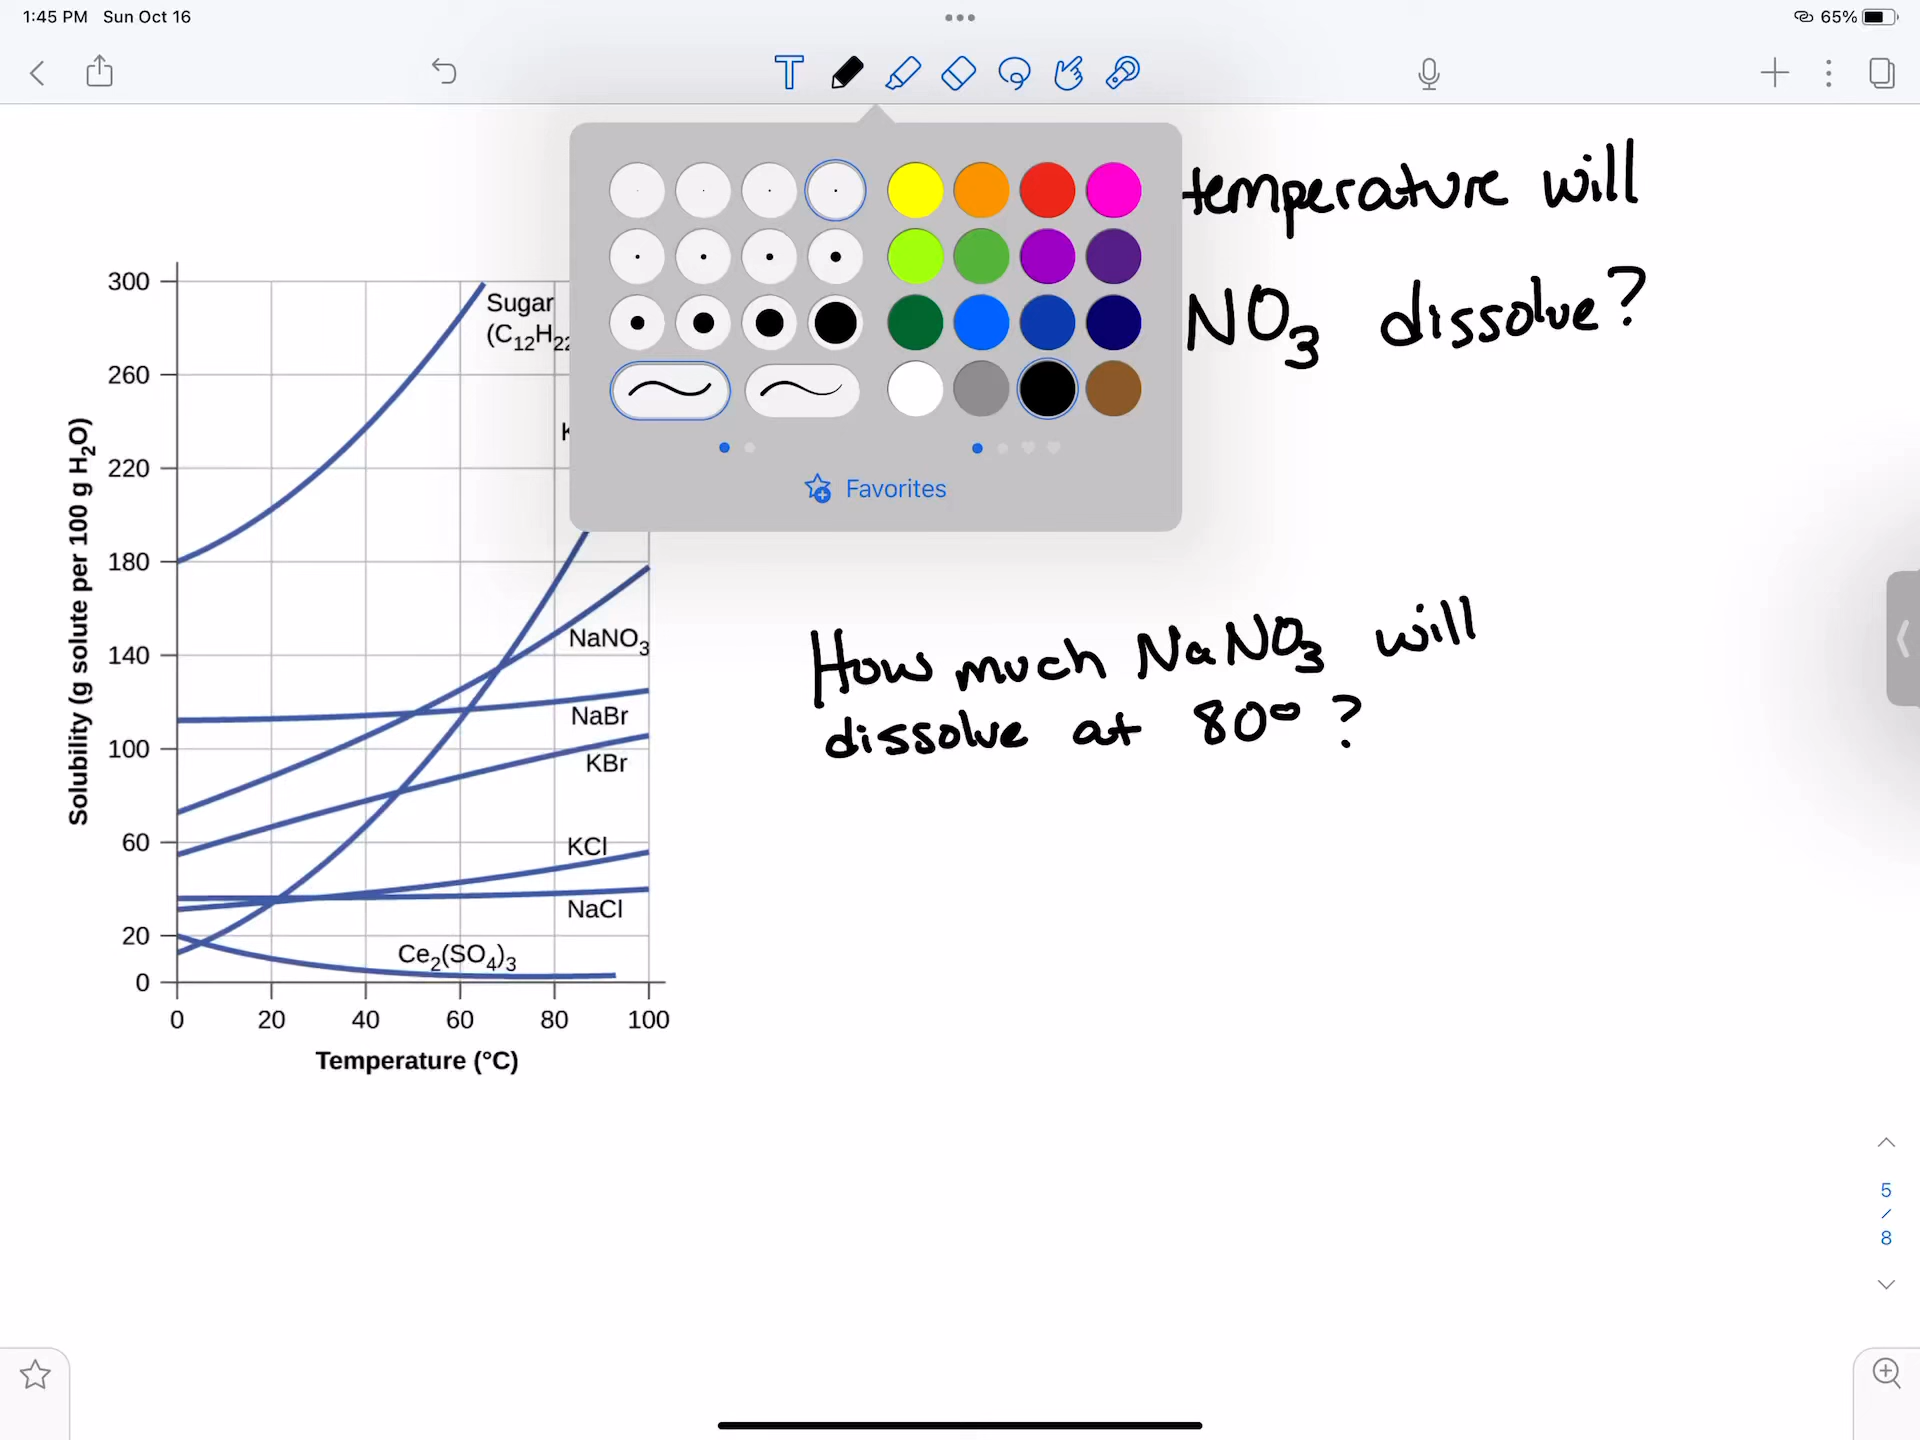 1:45 PM Sun Oct 16
65%
T
Favorites
temperature will
NO₃ dissolve?
How much NaNO₃ will
dissolve at 80° ?
Solubility (g solute per 100 g H₂O)
300
260
220
180
140
100
60
20
0
Sugar
(C₁₂H₂₂
K
NaNO₃
NaBr
KBr
KCl
NaCl
Ce₂(SO₄)₃
0 20 40 60 80 100
Temperature (°C)
5
/
8